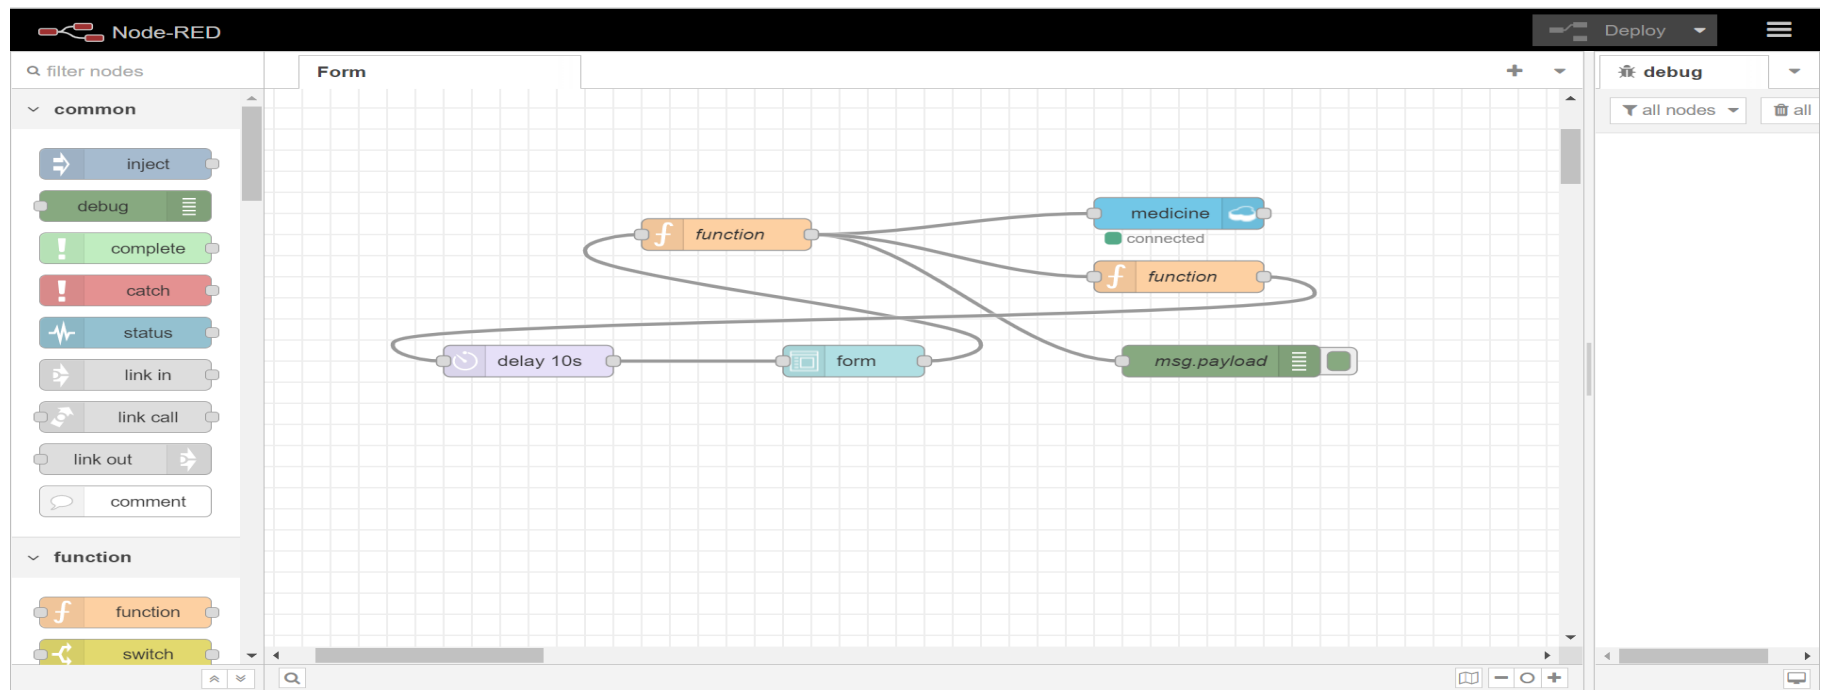 Node-RED
Deploy
filter nodes
Form
debug
common
all nodes
all
inject
debug
complete
catch
status
link in
link call
link out
comment
function
function
switch
function
medicine
connected
function
delay 10s
form
msg.payload